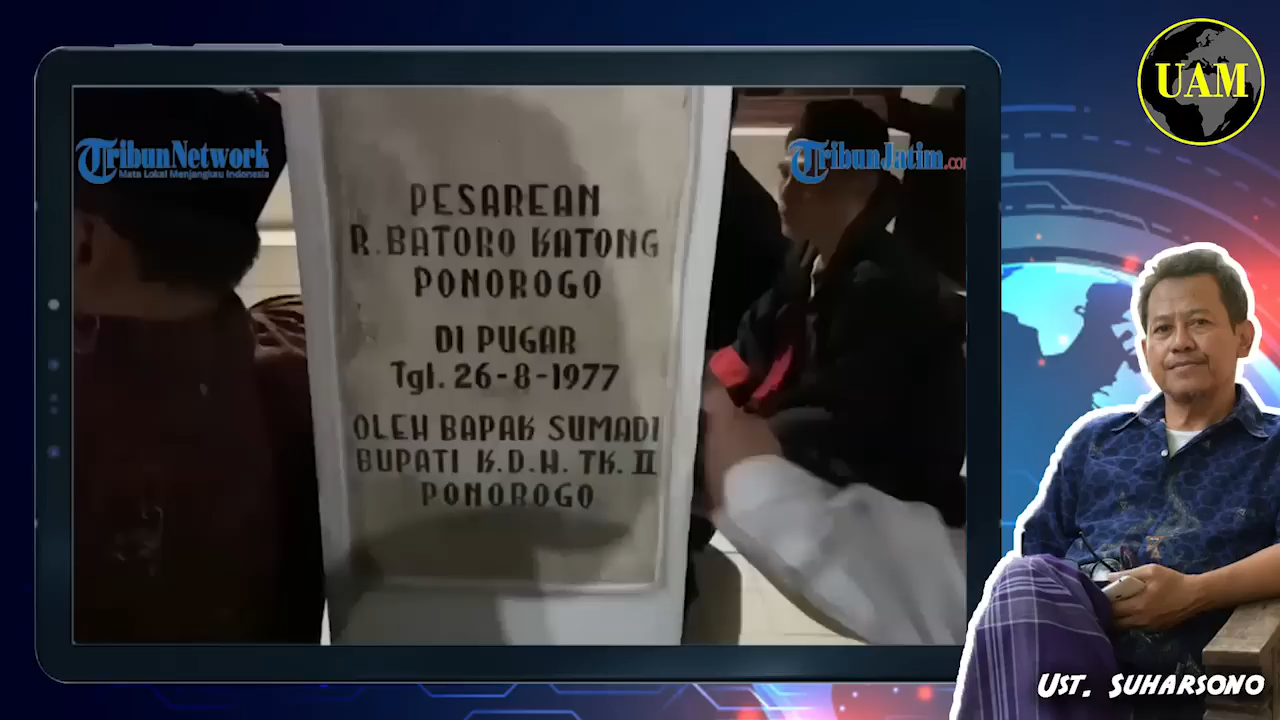 UAM
TribunNetwork
Mata Lokal Menjangkau Indonesia
TribunJatim.com
PESAREAN
R. BATORO KATONG
PONOROGO
DI PUGAR
Tgl. 26-8-1977
OLEH BAPAK SUMADI
BUPATI K.D.H. TK. II
PONOROGO
UST. SUHARSONO